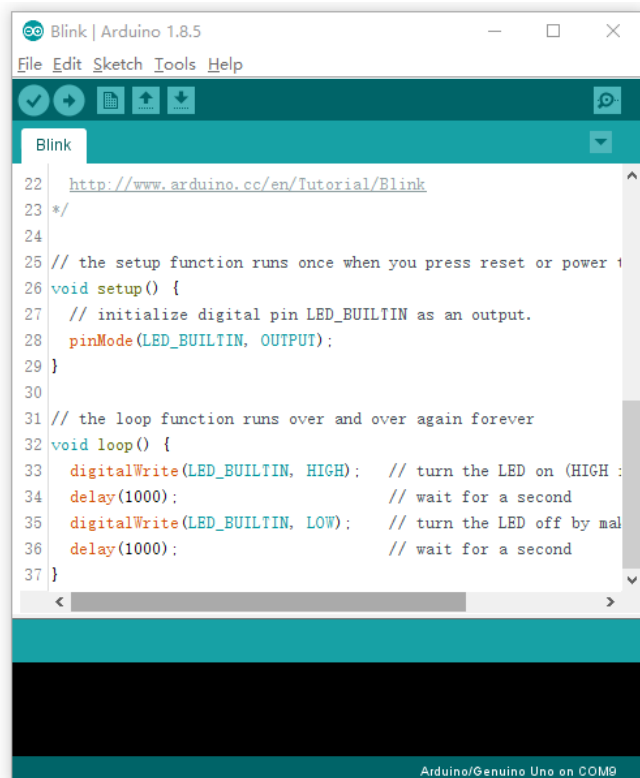 Blink | Arduino 1.8.5
File Edit Sketch Tools Help
Blink
22 http://www.arduino.cc/en/Tutorial/Blink
23 */
24
25 // the setup function runs once when you press reset or power t
26 void setup() {
27 // initialize digital pin LED_BUILTIN as an output.
28 pinMode(LED_BUILTIN, OUTPUT);
29 }
30
31 // the loop function runs over and over again forever
32 void loop() {
33 digitalWrite(LED_BUILTIN, HIGH); // turn the LED on (HIGH i
34 delay(1000); // wait for a second
35 digitalWrite(LED_BUILTIN, LOW); // turn the LED off by mak
36 delay(1000); // wait for a second
37 }
Arduino/Genuino Uno on COM9